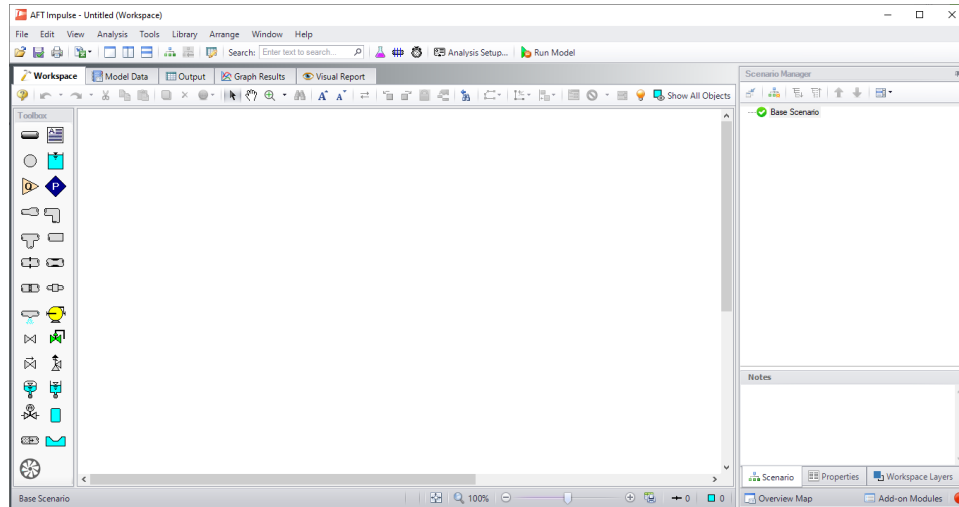 AFT Impulse - Untitled (Workspace)
File Edit View Analysis Tools Library Arrange Window Help
Search: Enter text to search... Analysis Setup... Run Model
Workspace Model Data Output Graph Results Visual Report
Scenario Manager
A A Show All Objects
Toolbox
Base Scenario
Q P
Notes
Scenario Properties Workspace Layers
Base Scenario 100% 0 0 Overview Map Add-on Modules